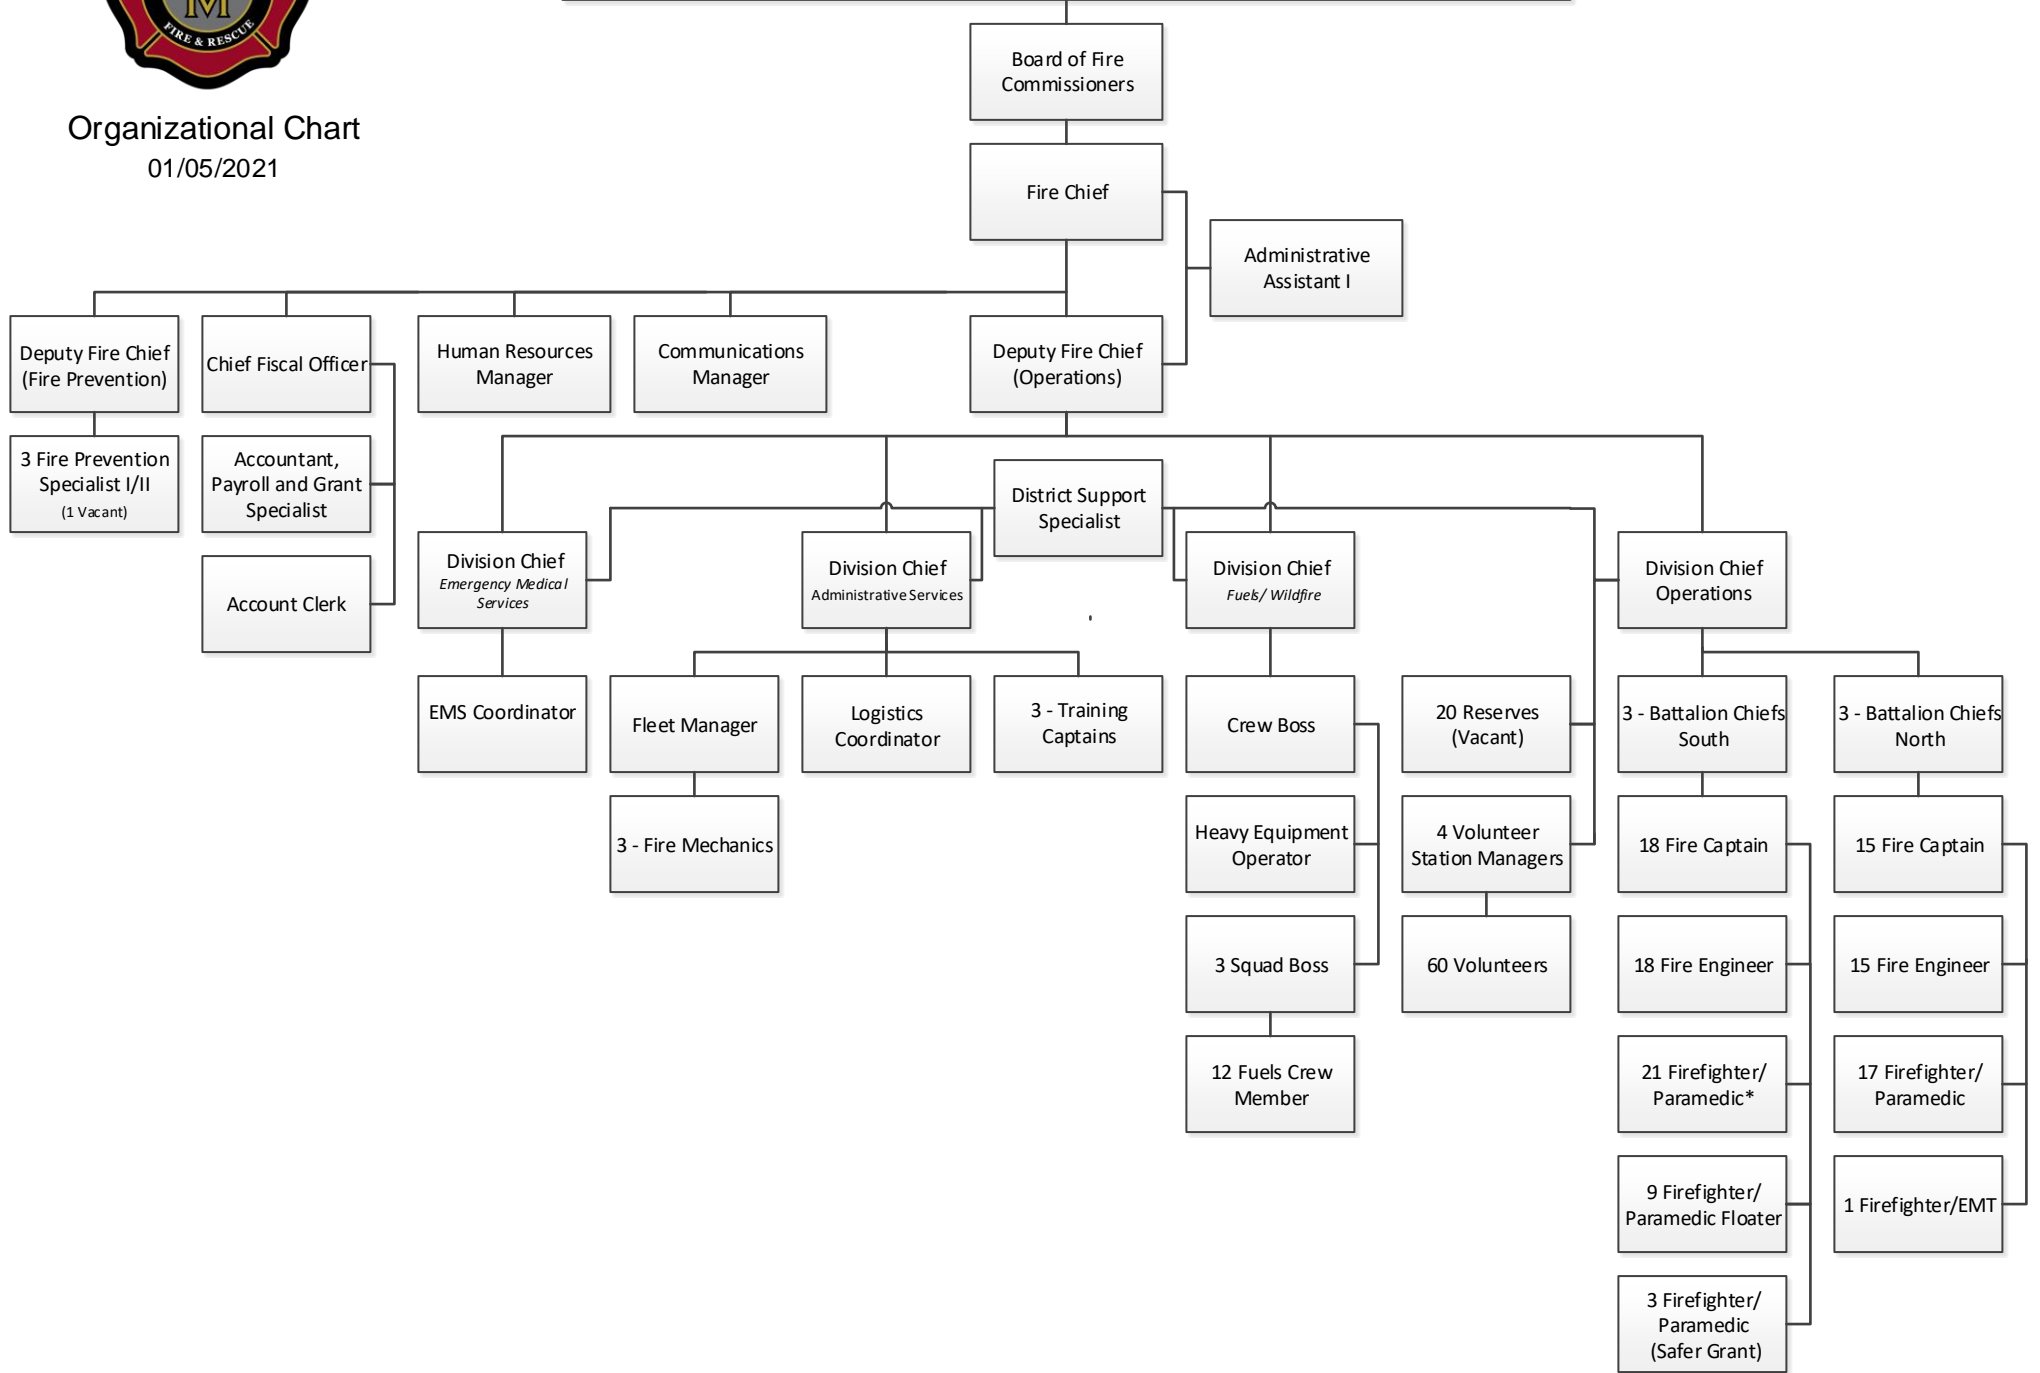 M
FIRE & RESCUE
Organizational Chart
01/05/2021
Board of Fire
Commissioners
Fire Chief
Administrative
Assistant I
Deputy Fire Chief
(Fire Prevention)
Chief Fiscal Officer
Human Resources
Manager
Communications
Manager
Deputy Fire Chief
(Operations)
3 Fire Prevention
Specialist I/II
(1 Vacant)
Accountant,
Payroll and Grant
Specialist
Account Clerk
District Support
Specialist
Division Chief
Emergency Medical
Services
Division Chief
Administrative Services
Division Chief
Fuels/ Wildfire
Division Chief
Operations
EMS Coordinator
Fleet Manager
Logistics
Coordinator
3 - Training
Captains
Crew Boss
20 Reserves
(Vacant)
3 - Battalion Chiefs
South
3 - Battalion Chiefs
North
3 - Fire Mechanics
Heavy Equipment
Operator
4 Volunteer
Station Managers
18 Fire Captain
15 Fire Captain
3 Squad Boss
60 Volunteers
18 Fire Engineer
15 Fire Engineer
12 Fuels Crew
Member
21 Firefighter/
Paramedic*
17 Firefighter/
Paramedic
9 Firefighter/
Paramedic Floater
1 Firefighter/EMT
3 Firefighter/
Paramedic
(Safer Grant)